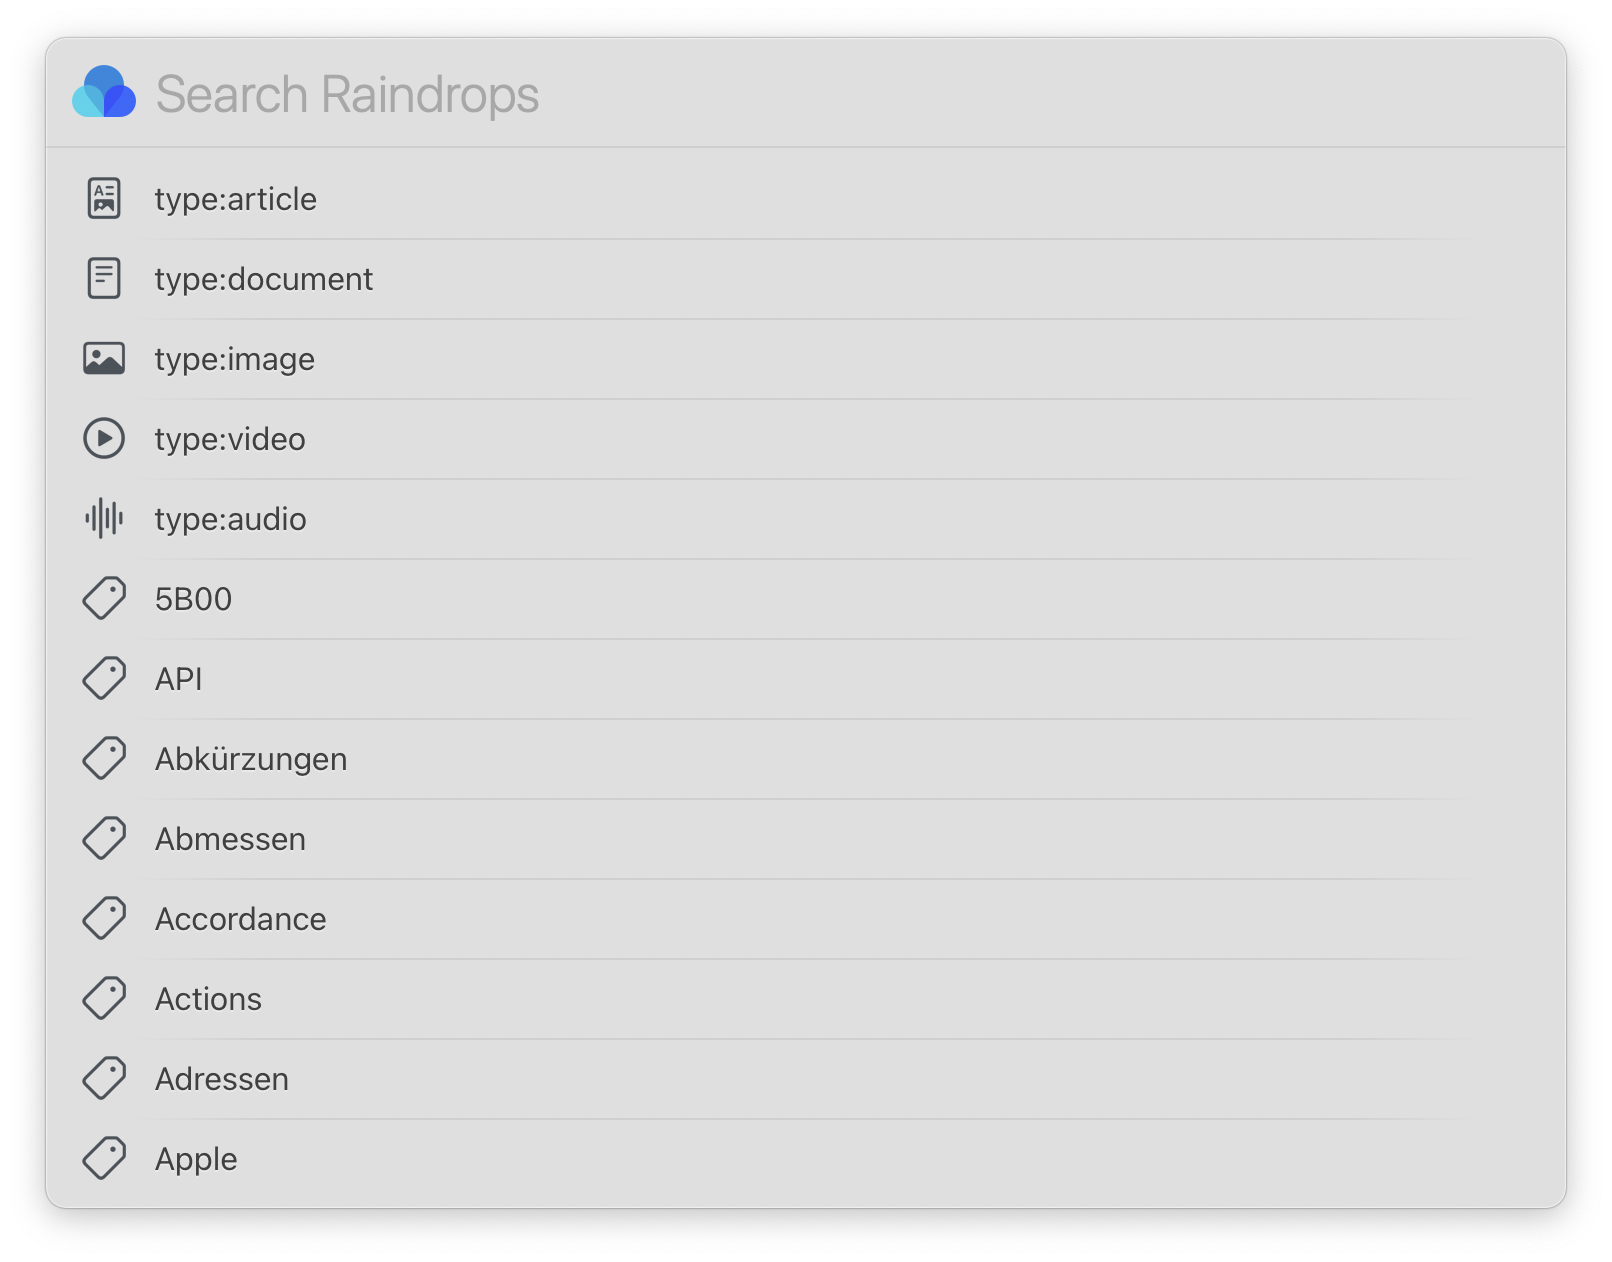 Search Raindrops
type:article
type:document
type:image
type:video
type:audio
5B00
API
Abkürzungen
Abmessen
Accordance
Actions
Adressen
Apple